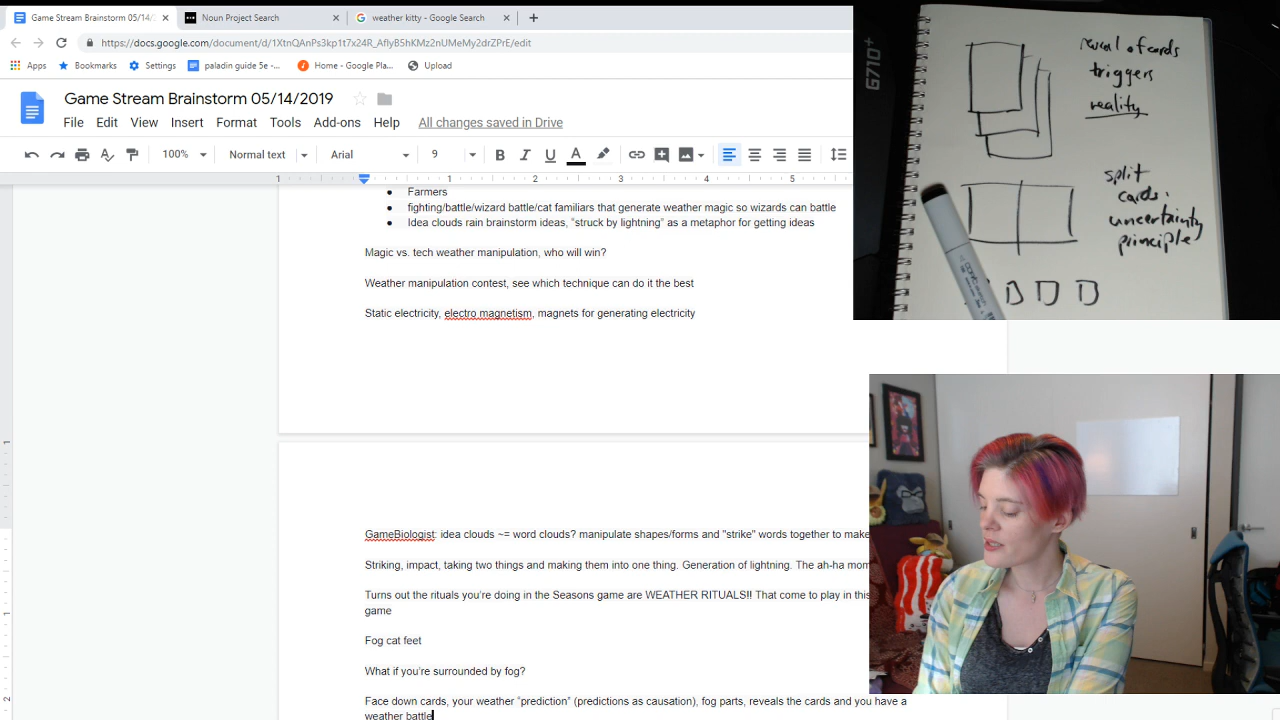 Game Stream Brainstorm 05/14/2
Noun Project Search
weather kitty - Google Search
https://docs.google.com/document/d/1XtnQAnPs3kp1t7x24R_AflyB5hKMz2nUMeMy2drZPrE/edit
Apps
Bookmarks
Settings
paladin guide 5e -...
Home - Google Pla...
Upload
Game Stream Brainstorm 05/14/2019
File Edit View Insert Format Tools Add-ons Help All changes saved in Drive
100% Normal text Arial 9 B I U A
1 1 2 3 4 5
Farmers
fighting/battle/wizard battle/cat familiars that generate weather magic so wizards can battle
Idea clouds rain brainstorm ideas, "struck by lightning" as a metaphor for getting ideas
Magic vs. tech weather manipulation, who will win?
Weather manipulation contest, see which technique can do it the best
Static electricity, electro magnetism, magnets for generating electricity
GameBiologist: idea clouds ~= word clouds? manipulate shapes/forms and "strike" words together to make
Striking, impact, taking two things and making them into one thing. Generation of lightning. The ah-ha mom
Turns out the rituals you're doing in the Seasons game are WEATHER RITUALS!! That come to play in this
game
Fog cat feet
What if you're surrounded by fog?
Face down cards, your weather "prediction" (predictions as causation), fog parts, reveals the cards and you have a
weather battle
1
1
2
G710+
reveal of cards
triggers
reality
split
cards.
uncertainty
principle